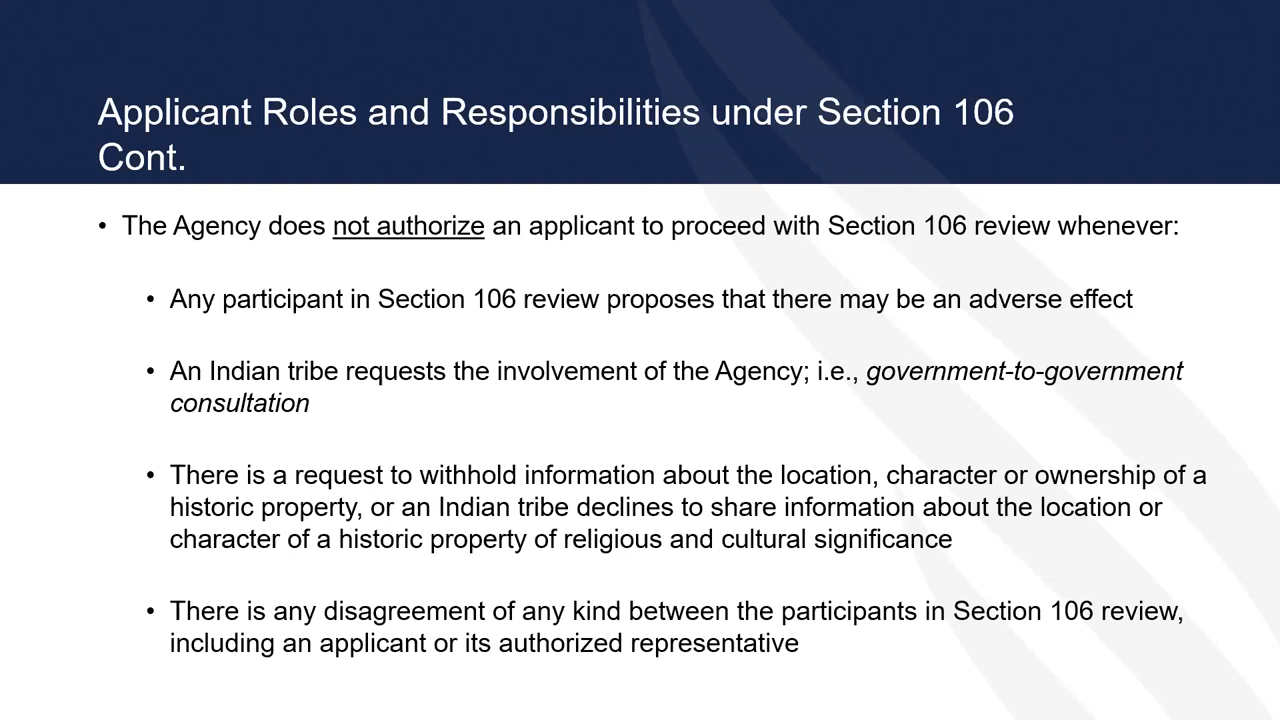 Applicant Roles and Responsibilities under Section 106
Cont.
• The Agency does not authorize an applicant to proceed with Section 106 review whenever:
• Any participant in Section 106 review proposes that there may be an adverse effect
• An Indian tribe requests the involvement of the Agency; i.e., government-to-government
consultation
• There is a request to withhold information about the location, character or ownership of a
historic property, or an Indian tribe declines to share information about the location or
character of a historic property of religious and cultural significance
• There is any disagreement of any kind between the participants in Section 106 review,
including an applicant or its authorized representative